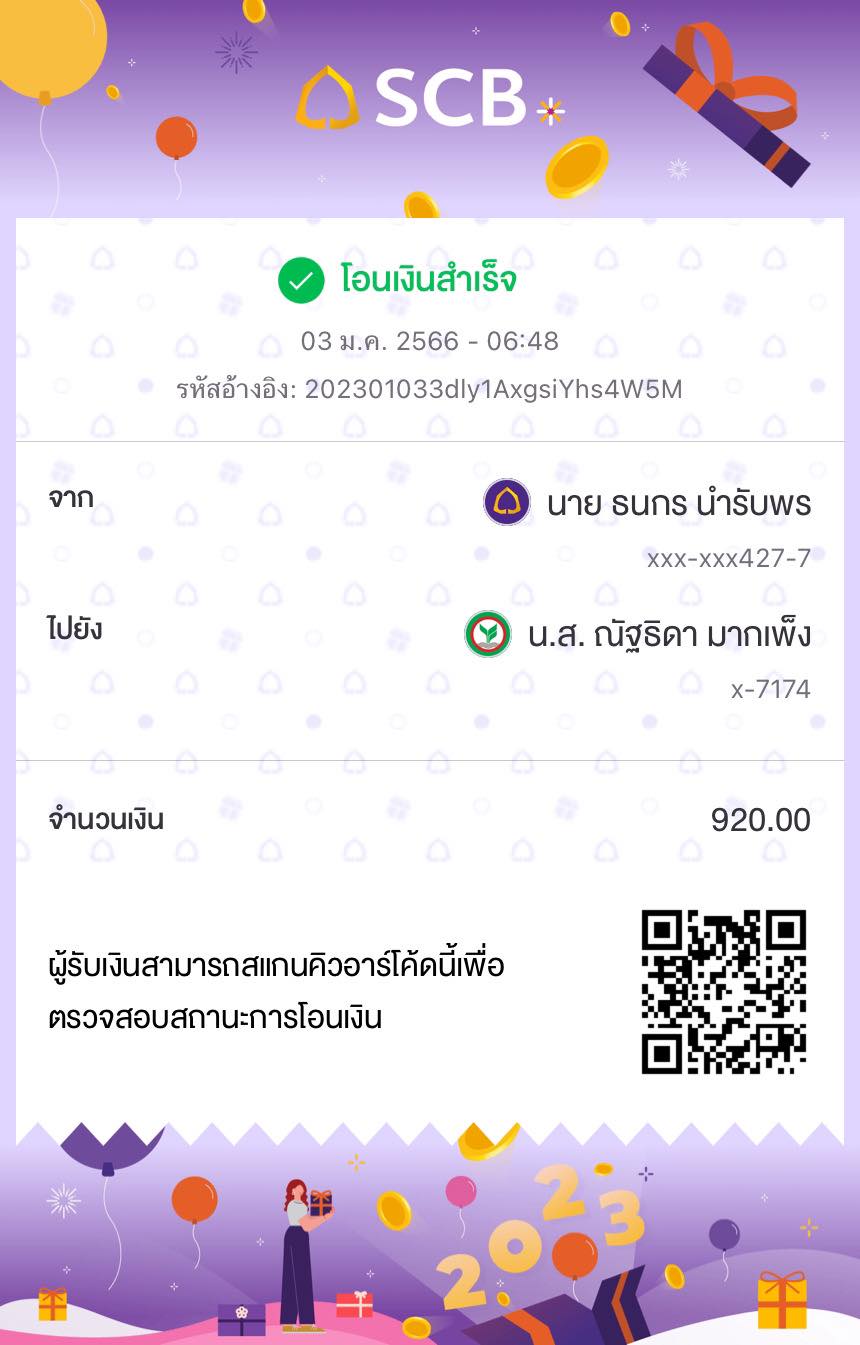 SCB
โอนเงินสำเร็จ
03 ม.ค. 2566 - 06:48
รหัสอ้างอิง: 202301033dly1AxgsiYhs4W5M
จาก
นาย ธนกร นำรับพร
xxx-xxx427-7
ไปยัง
น.ส. ณัฐธิดา มากเพ็ง
x-7174
จำนวนเงิน
920.00
ผู้รับเงินสามารถสแกนคิวอาร์โค้ดนี้เพื่อ
ตรวจสอบสถานะการโอนเงิน
2023